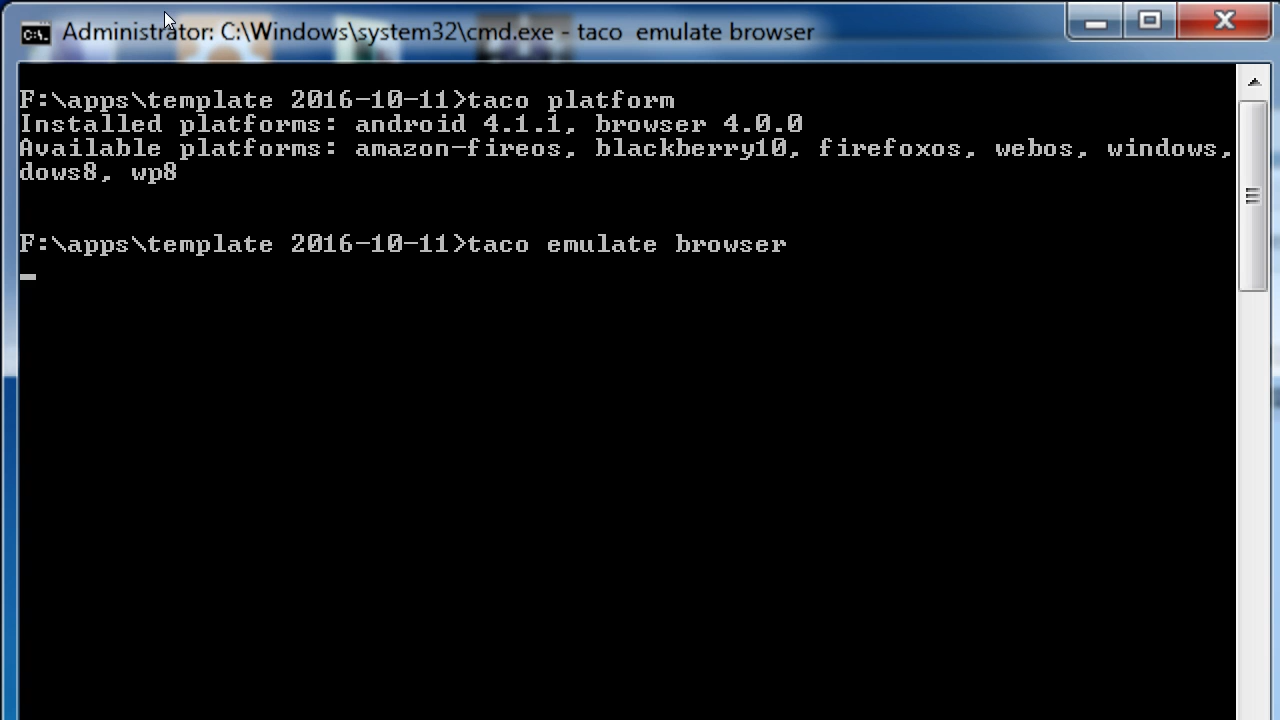 Administrator: C:\Windows\system32\cmd.exe - taco  emulate browser
F:\apps\template 2016-10-11>taco platform
Installed platforms: android 4.1.1, browser 4.0.0
Available platforms: amazon-fireos, blackberry10, firefoxos, webos, windows,
dows8, wp8
F:\apps\template 2016-10-11>taco emulate browser